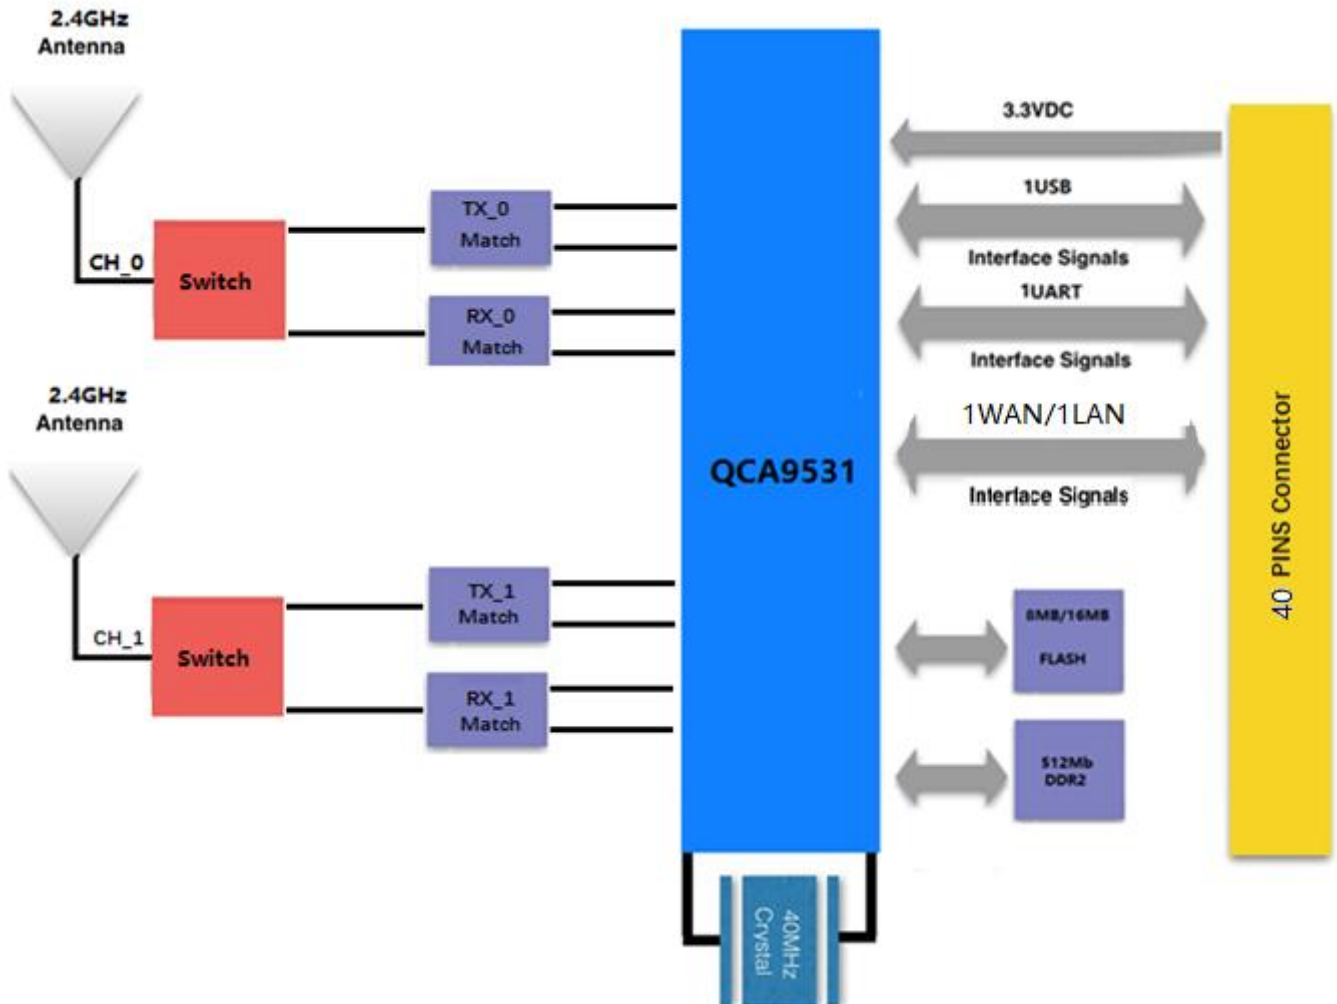 2.4GHz
Antenna
CH_0
Switch
TX_0
Match
RX_0
Match
2.4GHz
Antenna
CH_1
Switch
TX_1
Match
RX_1
Match
QCA9531
40MHz
Crystal
3.3VDC
1USB
Interface Signals
1UART
Interface Signals
1WAN/1LAN
Interface Signals
8MB/16MB
FLASH
512Mb
DDR2
40 PINS Connector